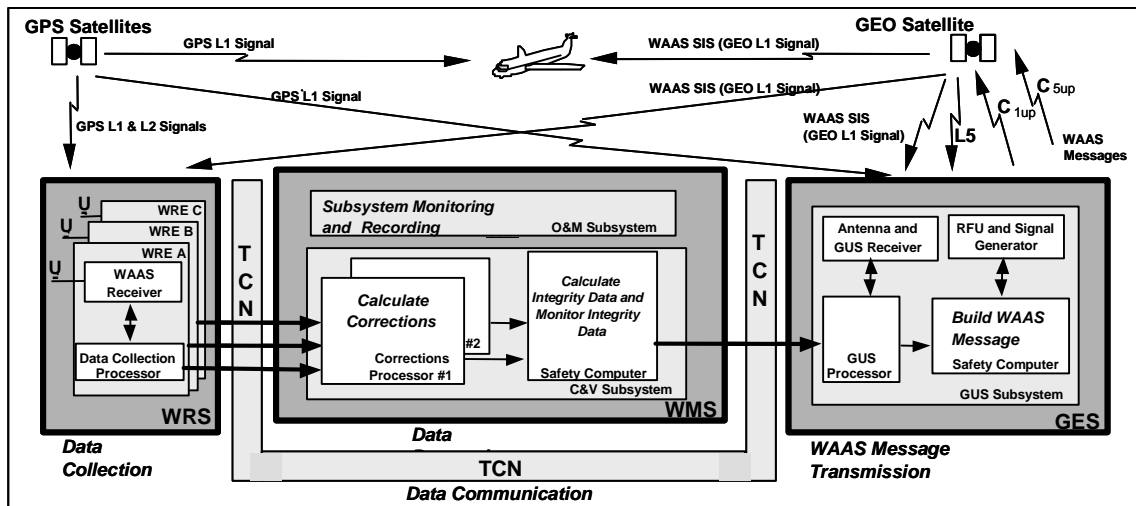 GPS Satellites
GEO Satellite
GPS L1 Signal
WAAS SIS (GEO L1 Signal)
GPS L1 Signal
WAAS SIS (GEO L1 Signal)
GPS L1 & L2 Signals
WAAS SIS
(GEO L1 Signal)
L5
C 1up
C 5up
WAAS
Messages
WRE C
WRE B
WRE A
WAAS
Receiver
Data Collection
Processor
WRS
Data
Collection
TCN
Subsystem Monitoring
and Recording
O&M Subsystem
Calculate
Corrections
#2
Corrections
Processor #1
Calculate
Integrity Data and
Monitor Integrity
Data
Safety Computer
C&V Subsystem
WMS
Data
TCN
TCN
Data Communication
Antenna and
GUS Receiver
RFU and Signal
Generator
GUS
Processor
Build WAAS
Message
Safety Computer
GUS Subsystem
GES
WAAS Message
Transmission